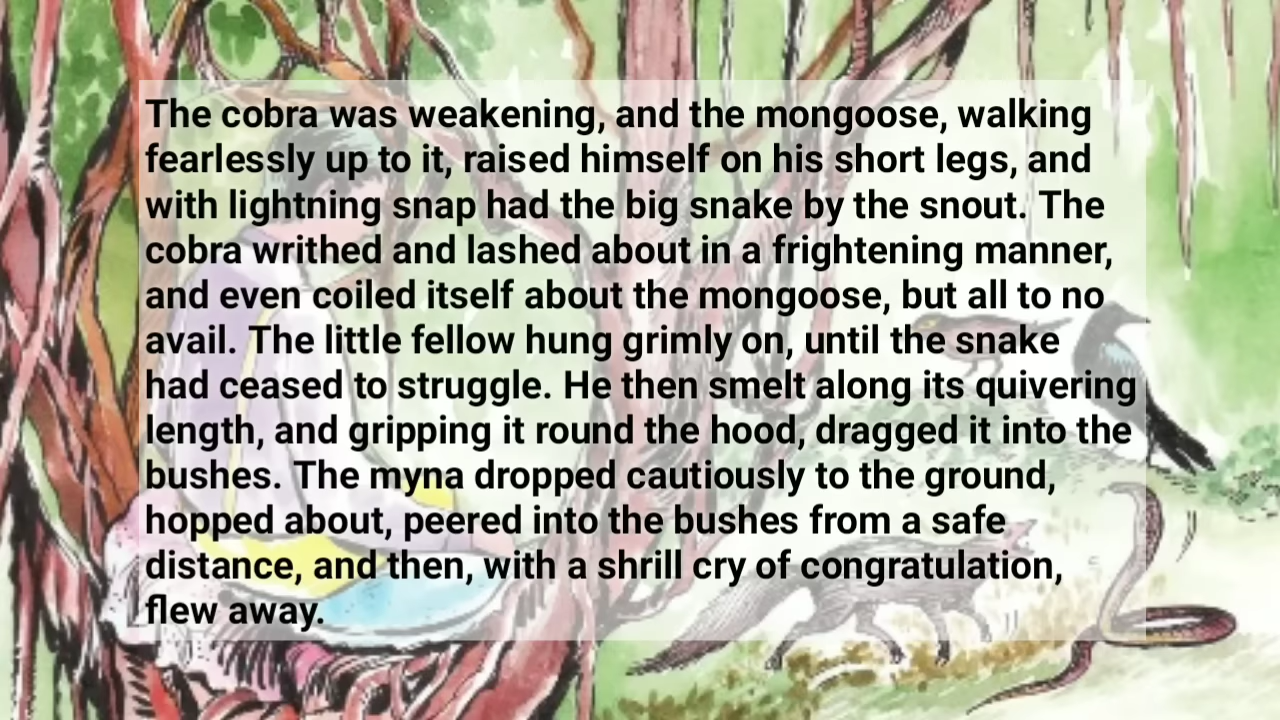 The cobra was weakening, and the mongoose, walking
fearlessly up to it, raised himself on his short legs, and
with lightning snap had the big snake by the snout. The
cobra writhed and lashed about in a frightening manner,
and even coiled itself about the mongoose, but all to no
avail. The little fellow hung grimly on, until the snake
had ceased to struggle. He then smelt along its quivering
length, and gripping it round the hood, dragged it into the
bushes. The myna dropped cautiously to the ground,
hopped about, peered into the bushes from a safe
distance, and then, with a shrill cry of congratulation,
flew away.